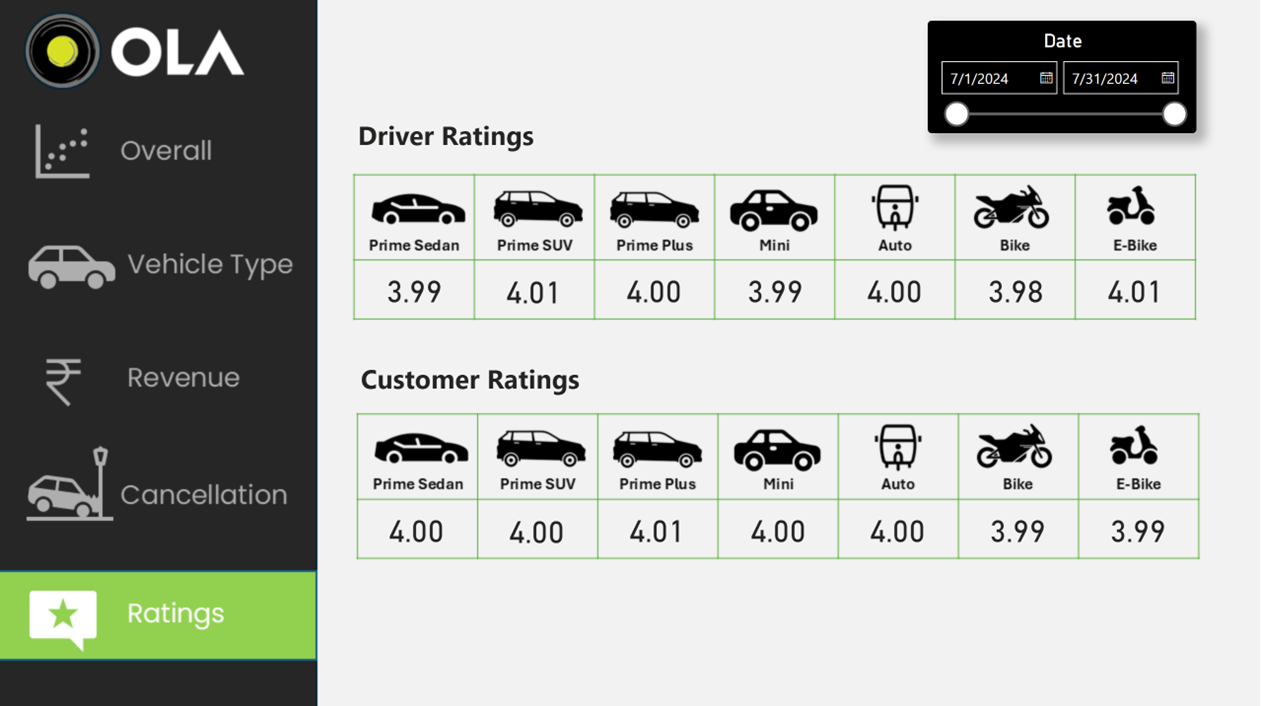 OLA
Overall
Vehicle Type
Revenue
Cancellation
Ratings
Date
7/1/2024 7/31/2024
Driver Ratings
Prime Sedan Prime SUV Prime Plus Mini Auto Bike E-Bike
3.99 4.01 4.00 3.99 4.00 3.98 4.01
Customer Ratings
Prime Sedan Prime SUV Prime Plus Mini Auto Bike E-Bike
4.00 4.00 4.01 4.00 4.00 3.99 3.99